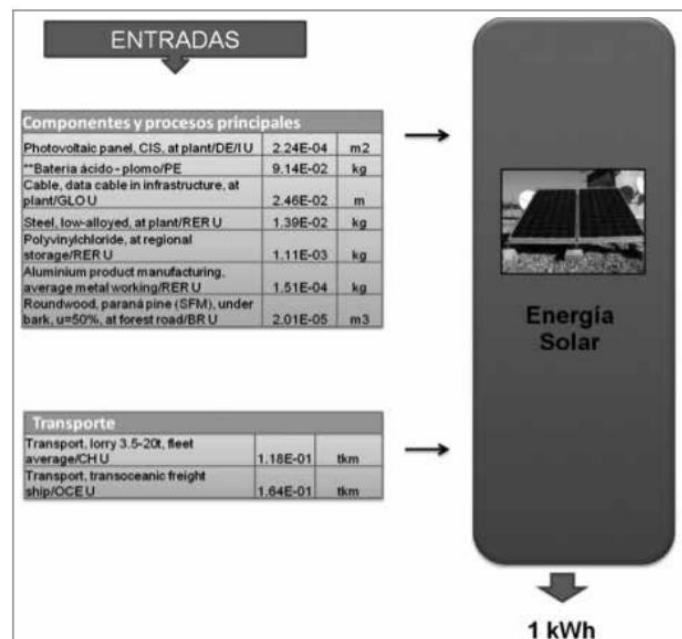 ENTRADAS
Componentes y procesos principales
Photovoltaic panel, CIS, at plant/DE/I U 2.24E-04 m2
**Bateria ácido - plomo/PE 9.14E-02 kg
Cable, data cable in infrastructure, at
plant/GLO U 2.46E-02 m
Steel, low-alloyed, at plant/RER U 1.39E-02 kg
Polyvinylchloride, at regional
storage/RER U 1.11E-03 kg
Aluminium product manufacturing,
average metal working/RER U 1.51E-04 kg
Roundwood, paraná pine (SFM), under
bark, u=50%, at forest road/BR U 2.01E-05 m3
Transporte
Transport, lorry 3.5-20t, fleet
average/CH U 1.18E-01 tkm
Transport, transoceanic freight
ship/OCE U 1.64E-01 tkm
Energía
Solar
1 kWh